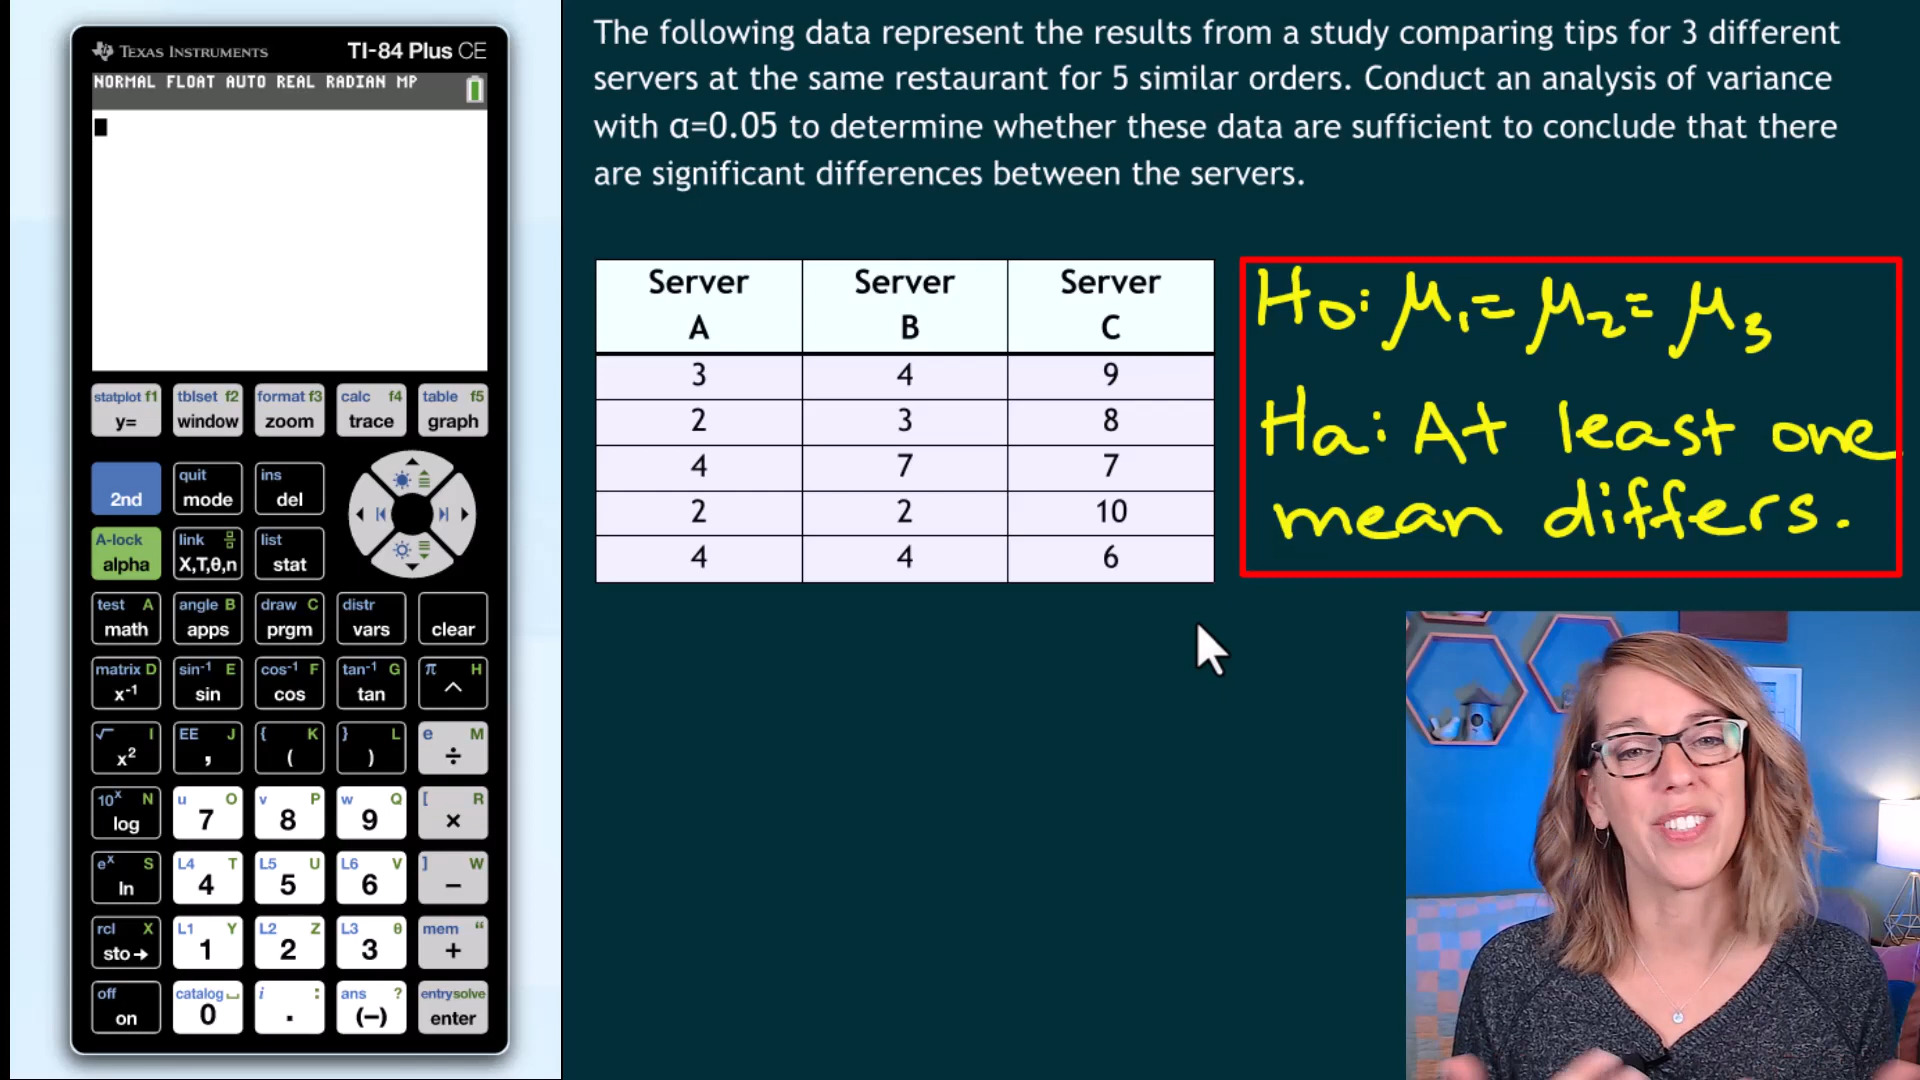 TEXAS INSTRUMENTS TI-84 Plus CE
NORMAL FLOAT AUTO REAL RADIAN MP
statplot f1 tblset f2 format f3 calc f4 table f5
y= window zoom trace graph
quit ins
2nd mode del
A-lock link list
alpha X,T,θ,n stat
test A angle B draw C distr
math apps prgm vars clear
matrix D sin⁻¹ E cos⁻¹ F tan⁻¹ G π H
x⁻¹ sin cos tan ^
√ I EE J { K } L e M
x² , ( ) ÷
10ˣ N u O v P w Q [ R
log 7 8 9 ×
eˣ S L4 T L5 U L6 V ] W
ln 4 5 6 −
rcl X L1 Y L2 Z L3 θ mem "
sto→ 1 2 3 +
off catalog ⎵ i : ans ? entry solve
on 0 . (−) enter
The following data represent the results from a study comparing tips for 3 different
servers at the same restaurant for 5 similar orders. Conduct an analysis of variance
with α=0.05 to determine whether these data are sufficient to conclude that there
are significant differences between the servers.
Server Server Server
A B C
3 4 9
2 3 8
4 7 7
2 2 10
4 4 6
H₀: μ₁ = μ₂ = μ₃
Ha: At least one
mean differs.